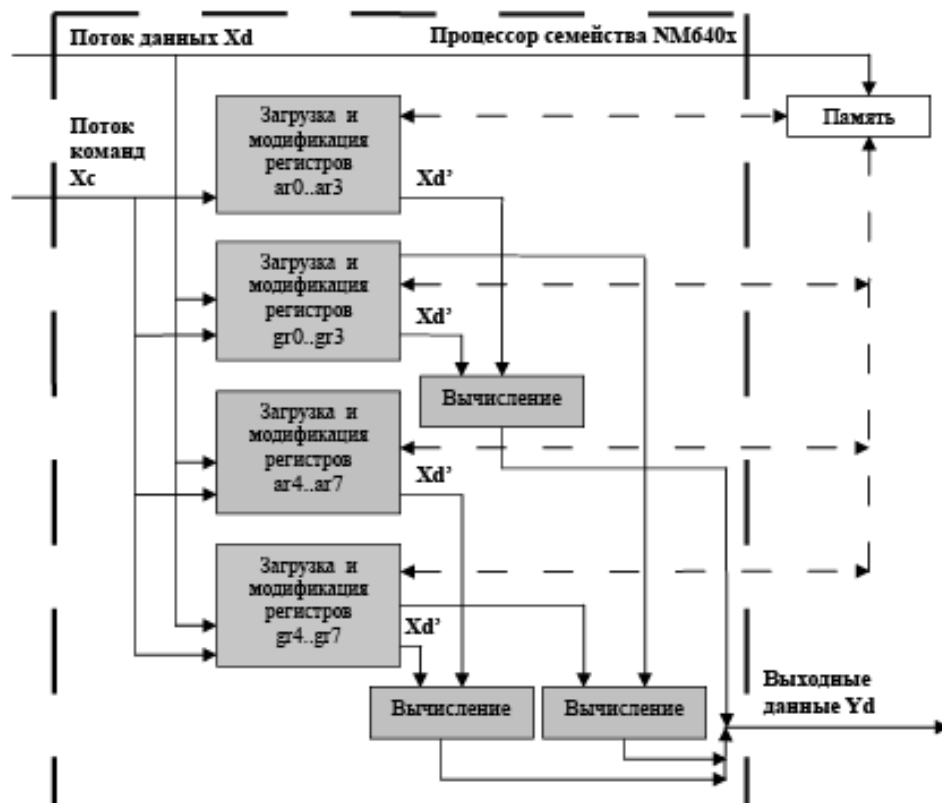 Поток данных Xd
Процессор семейства NM640x
Поток
команд
Xc
Загрузка и
модификация
регистров
ar0..ar3
Память
Xd’
Загрузка и
модификация
регистров
gr0..gr3
Xd’
Вычисление
Загрузка и
модификация
регистров
ar4..ar7
Xd’
Загрузка и
модификация
регистров
gr4..gr7
Xd’
Вычисление
Вычисление
Выходные
данные Yd